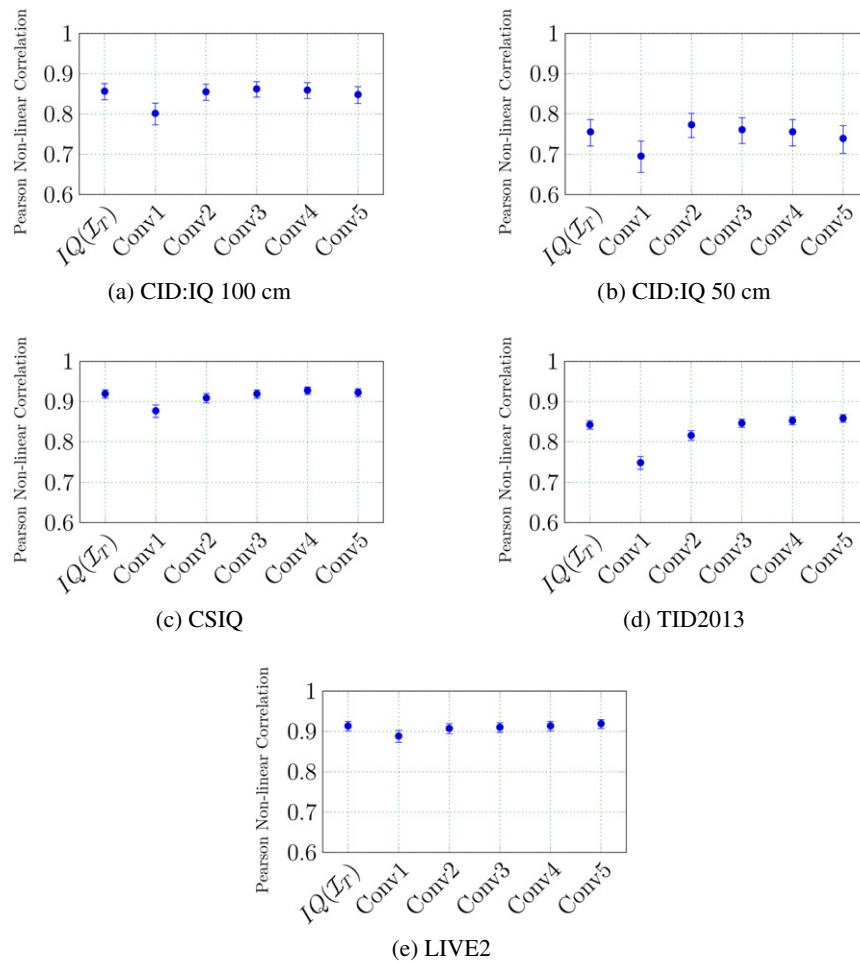 Pearson Non-linear Correlation
1
0.9
0.8
0.7
0.6
IQ(𝓘_T)
Conv1
Conv2
Conv3
Conv4
Conv5
(a) CID:IQ 100 cm
Pearson Non-linear Correlation
1
0.9
0.8
0.7
0.6
IQ(𝓘_T)
Conv1
Conv2
Conv3
Conv4
Conv5
(b) CID:IQ 50 cm
Pearson Non-linear Correlation
1
0.9
0.8
0.7
0.6
IQ(𝓘_T)
Conv1
Conv2
Conv3
Conv4
Conv5
(c) CSIQ
Pearson Non-linear Correlation
1
0.9
0.8
0.7
0.6
IQ(𝓘_T)
Conv1
Conv2
Conv3
Conv4
Conv5
(d) TID2013
Pearson Non-linear Correlation
1
0.9
0.8
0.7
0.6
IQ(𝓘_T)
Conv1
Conv2
Conv3
Conv4
Conv5
(e) LIVE2